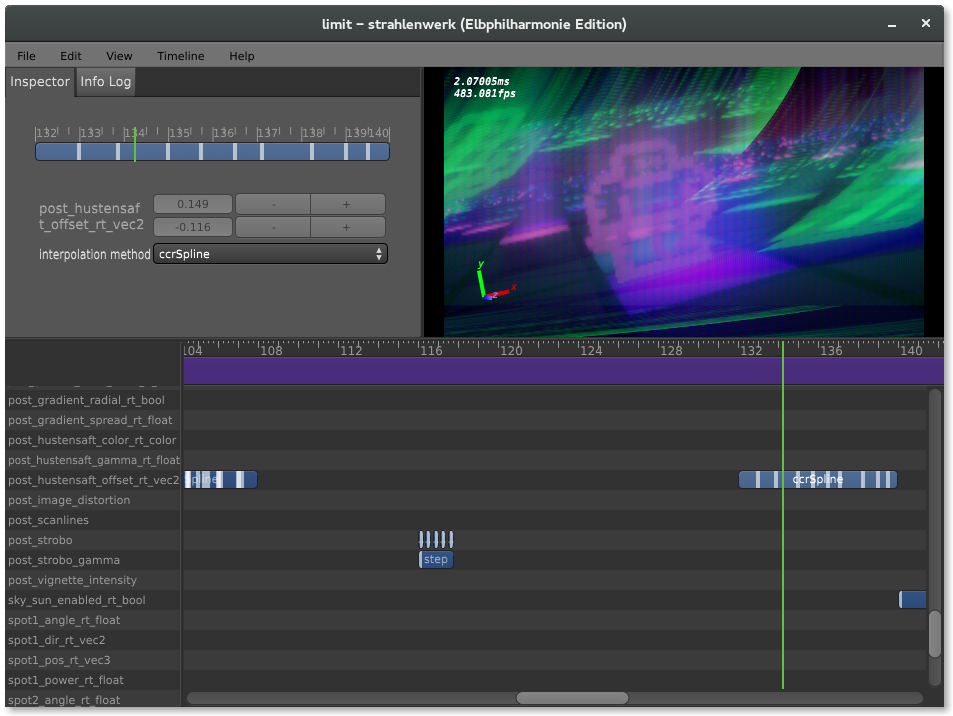 limit – strahlenwerk (Elbphilharmonie Edition)
File Edit View Timeline Help
Inspector Info Log
2.07005ms
483.081fps
132 133 134 135 136 137 138 139 140
post_hustensaf
t_offset_rt_vec2
0.149 - +
-0.116 - +
interpolation method ccrSpline
y
x
z
104 108 112 116 120 124 128 132 136 140
post_gradient_radial_rt_bool
post_gradient_spread_rt_float
post_hustensaft_color_rt_color
post_hustensaft_gamma_rt_float
post_hustensaft_offset_rt_vec2 ccrSpline
post_image_distortion
post_scanlines
post_strobo
post_strobo_gamma step
post_vignette_intensity
sky_sun_enabled_rt_bool
spot1_angle_rt_float
spot1_dir_rt_vec2
spot1_pos_rt_vec3
spot1_power_rt_float
spot2_angle_rt_float